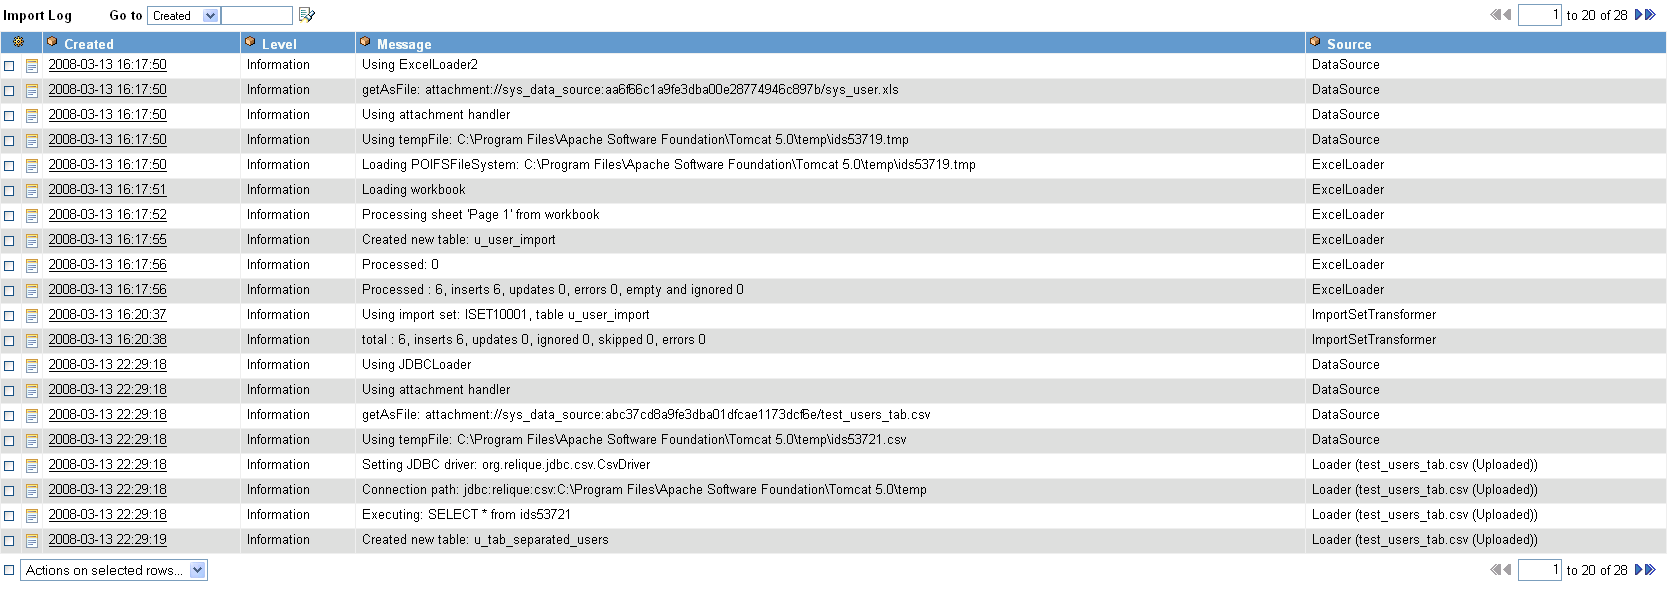 Import Log Go to Created 1 to 20 of 28
Created Level Message Source
2008-03-13 16:17:50 Information Using ExcelLoader2 DataSource
2008-03-13 16:17:50 Information getAsFile: attachment://sys_data_source:aa6f66c1a9fe3dba00e28774946c897b/sys_user.xls DataSource
2008-03-13 16:17:50 Information Using attachment handler DataSource
2008-03-13 16:17:50 Information Using tempFile: C:\Program Files\Apache Software Foundation\Tomcat 5.0\temp\ids53719.tmp DataSource
2008-03-13 16:17:50 Information Loading POIFSFileSystem: C:\Program Files\Apache Software Foundation\Tomcat 5.0\temp\ids53719.tmp ExcelLoader
2008-03-13 16:17:51 Information Loading workbook ExcelLoader
2008-03-13 16:17:52 Information Processing sheet 'Page 1' from workbook ExcelLoader
2008-03-13 16:17:55 Information Created new table: u_user_import ExcelLoader
2008-03-13 16:17:56 Information Processed: 0 ExcelLoader
2008-03-13 16:17:56 Information Processed : 6, inserts 6, updates 0, errors 0, empty and ignored 0 ExcelLoader
2008-03-13 16:20:37 Information Using import set: ISET10001, table u_user_import ImportSetTransformer
2008-03-13 16:20:38 Information total : 6, inserts 6, updates 0, ignored 0, skipped 0, errors 0 ImportSetTransformer
2008-03-13 22:29:18 Information Using JDBCLoader DataSource
2008-03-13 22:29:18 Information Using attachment handler DataSource
2008-03-13 22:29:18 Information getAsFile: attachment://sys_data_source:abc37cd8a9fe3dba01dfcae1173dcf6e/test_users_tab.csv DataSource
2008-03-13 22:29:18 Information Using tempFile: C:\Program Files\Apache Software Foundation\Tomcat 5.0\temp\ids53721.csv DataSource
2008-03-13 22:29:18 Information Setting JDBC driver: org.relique.jdbc.csv.CsvDriver Loader (test_users_tab.csv (Uploaded))
2008-03-13 22:29:18 Information Connection path: jdbc:relique:csv:C:\Program Files\Apache Software Foundation\Tomcat 5.0\temp Loader (test_users_tab.csv (Uploaded))
2008-03-13 22:29:18 Information Executing: SELECT * from ids53721 Loader (test_users_tab.csv (Uploaded))
2008-03-13 22:29:19 Information Created new table: u_tab_separated_users Loader (test_users_tab.csv (Uploaded))
Actions on selected rows... 1 to 20 of 28